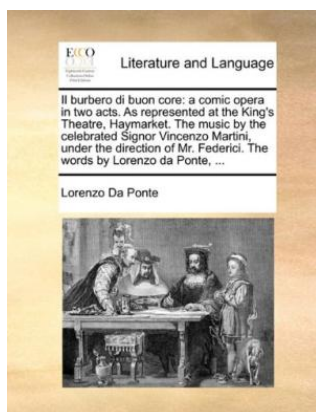 ECCO
Literature and Language
Il burbero di buon core: a comic opera
in two acts. As represented at the King's
Theatre, Haymarket. The music by the
celebrated Signor Vincenzo Martini,
under the direction of Mr. Federici. The
words by Lorenzo da Ponte, ...
Lorenzo Da Ponte